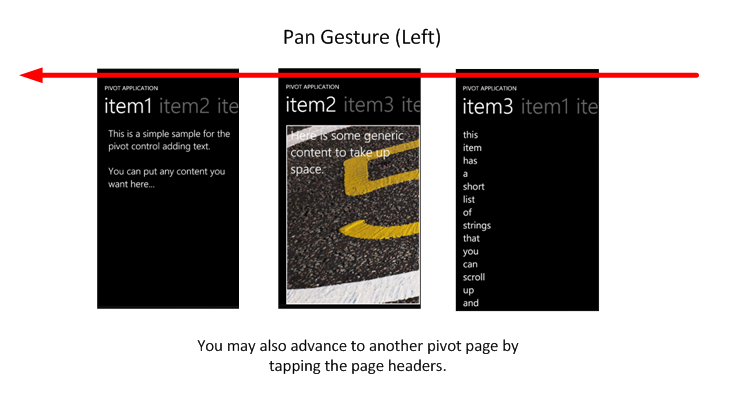 Pan Gesture (Left)
PIVOT APPLICATION
item1 item2 ite
This is a simple sample for the
pivot control adding text.
You can put any content you
want here...
PIVOT APPLICATION
item2 item3 ite
Here is some generic
content to take up
space.
PIVOT APPLICATION
item3 item1 ite
this
item
has
a
short
list
of
strings
that
you
can
scroll
up
and
You may also advance to another pivot page by
tapping the page headers.